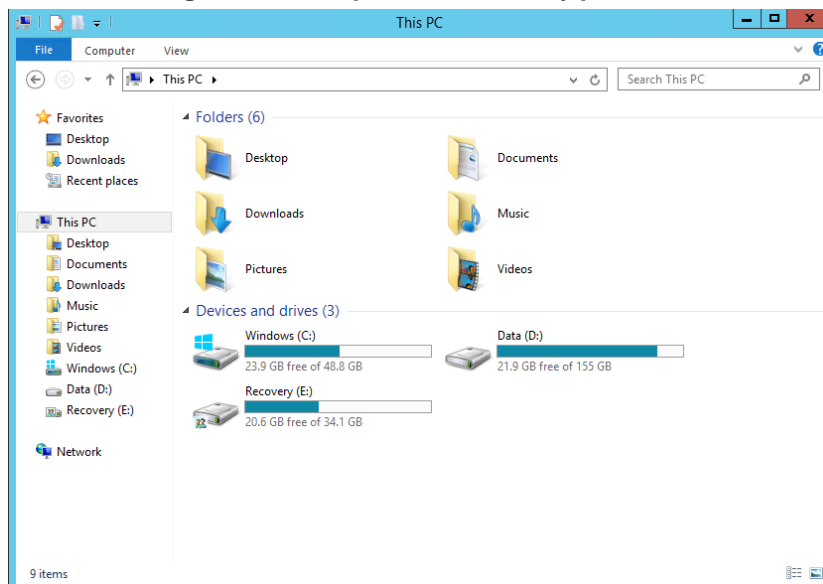 This PC
File Computer View
This PC
Search This PC
Favorites
Desktop
Downloads
Recent places
This PC
Desktop
Documents
Downloads
Music
Pictures
Videos
Windows (C:)
Data (D:)
Recovery (E:)
Network
Folders (6)
Desktop
Documents
Downloads
Music
Pictures
Videos
Devices and drives (3)
Windows (C:)
23.9 GB free of 48.8 GB
Data (D:)
21.9 GB free of 155 GB
Recovery (E:)
20.6 GB free of 34.1 GB
9 items